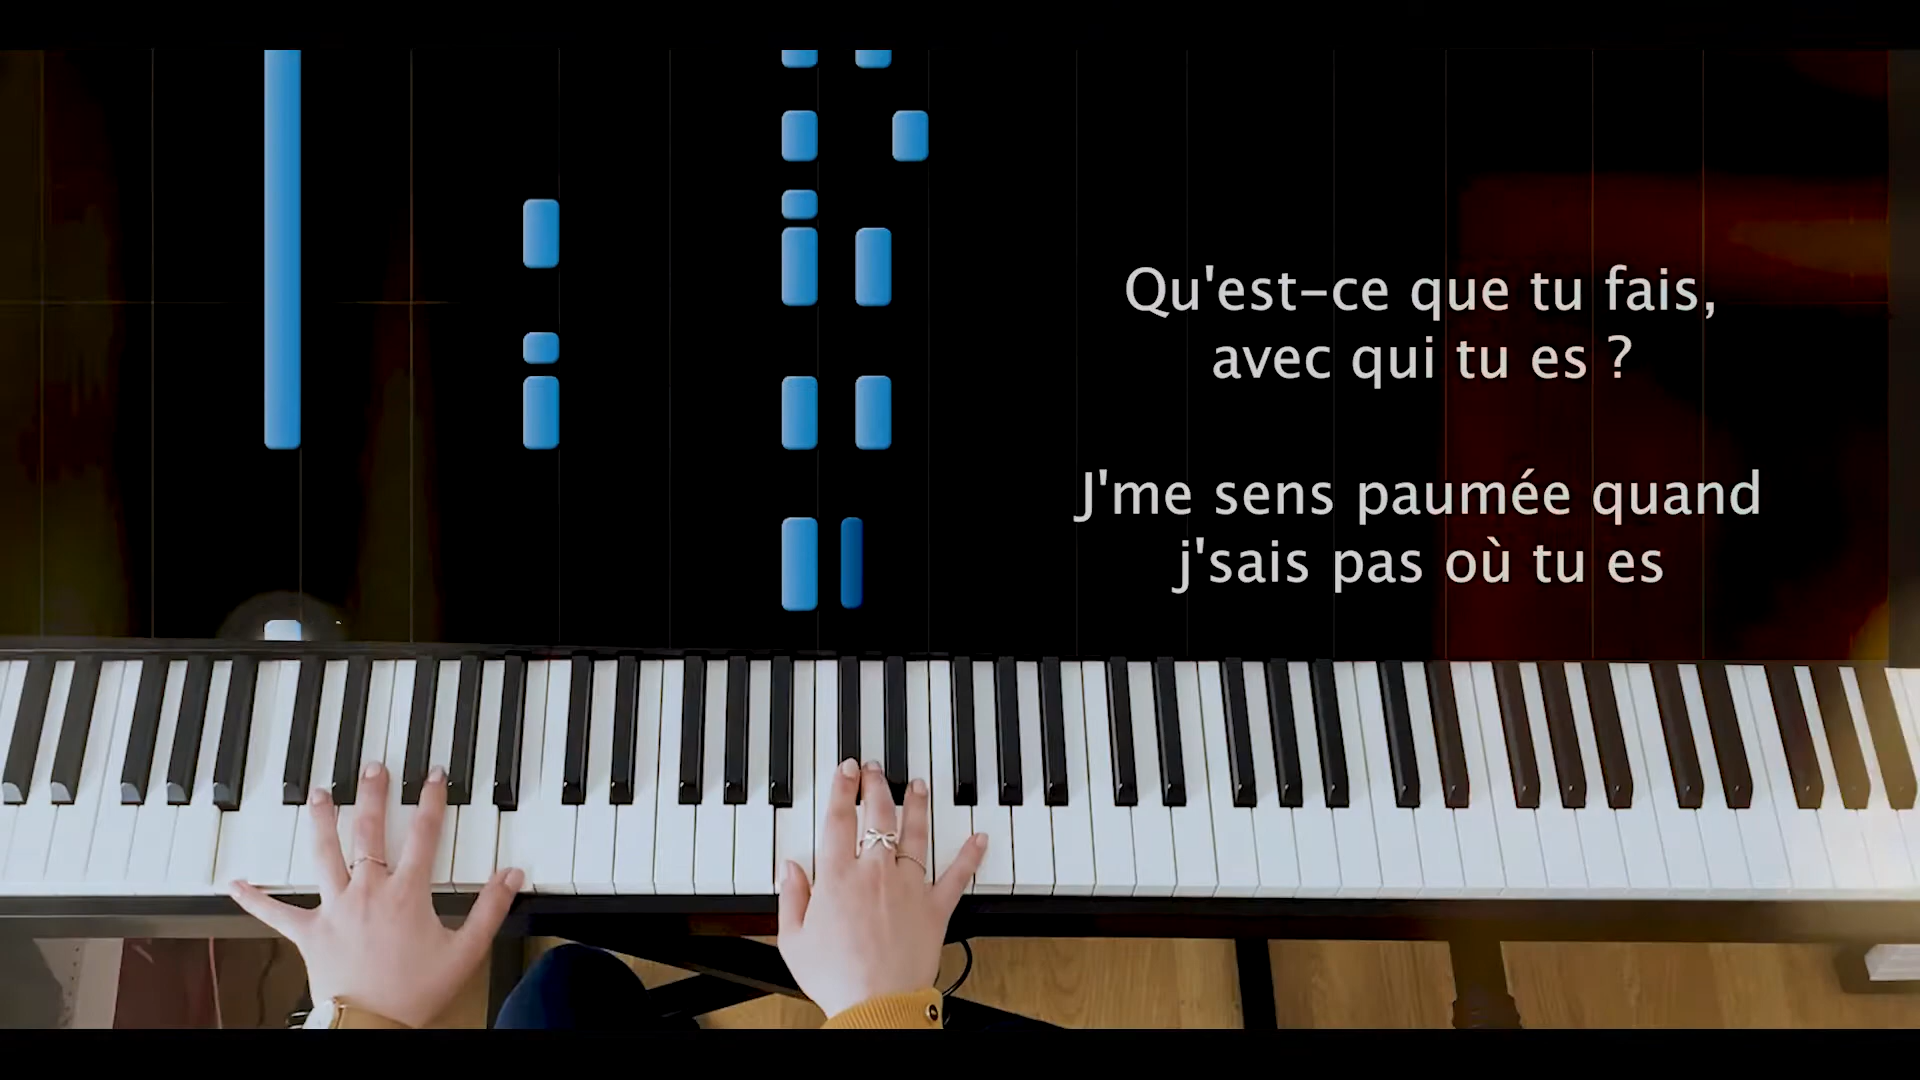 Qu'est-ce que tu fais,
avec qui tu es ?
J'me sens paumée quand
j'sais pas où tu es